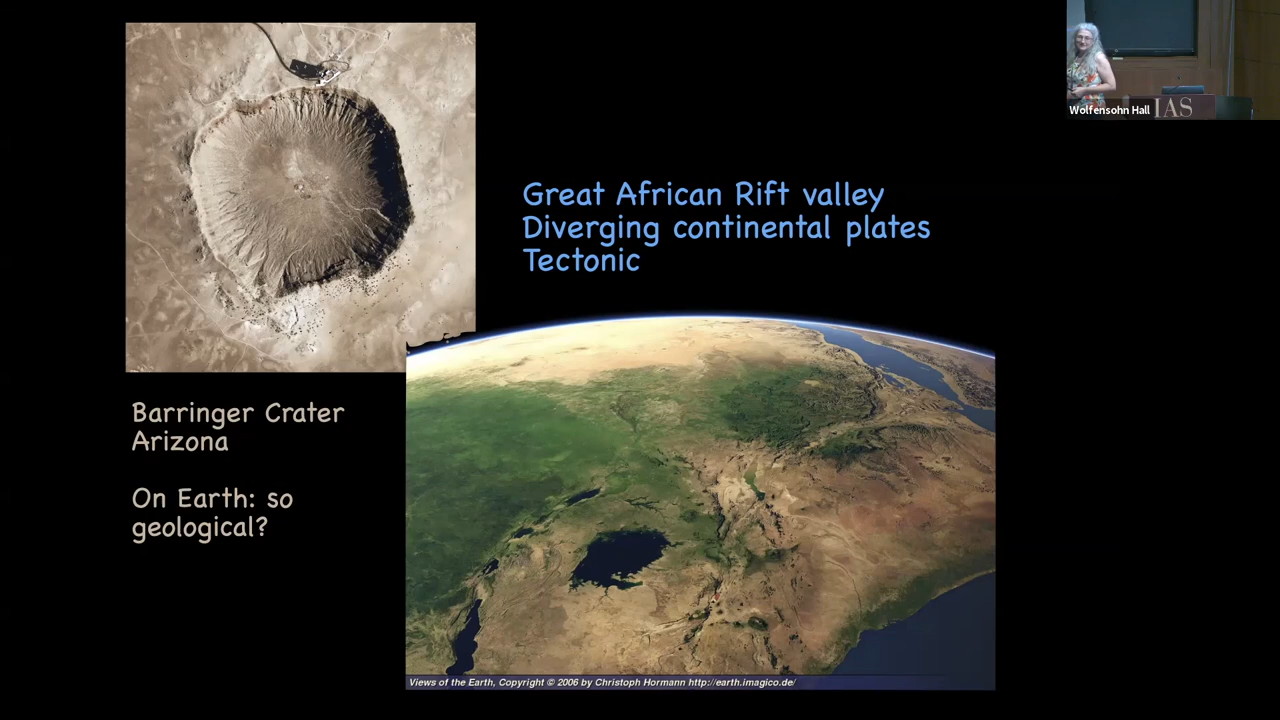 Wolfensohn Hall
IAS
Great African Rift valley
Diverging continental plates
Tectonic
Barringer Crater
Arizona
On Earth: so
geological?
Views of the Earth, Copyright © 2006 by Christoph Hormann http://earth.imagico.de/